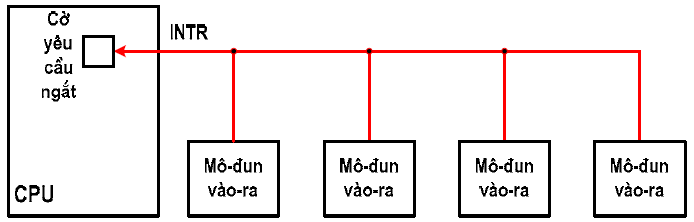 Cờ
yêu
cầu
ngắt
INTR
CPU
Mô-đun
vào-ra
Mô-đun
vào-ra
Mô-đun
vào-ra
Mô-đun
vào-ra